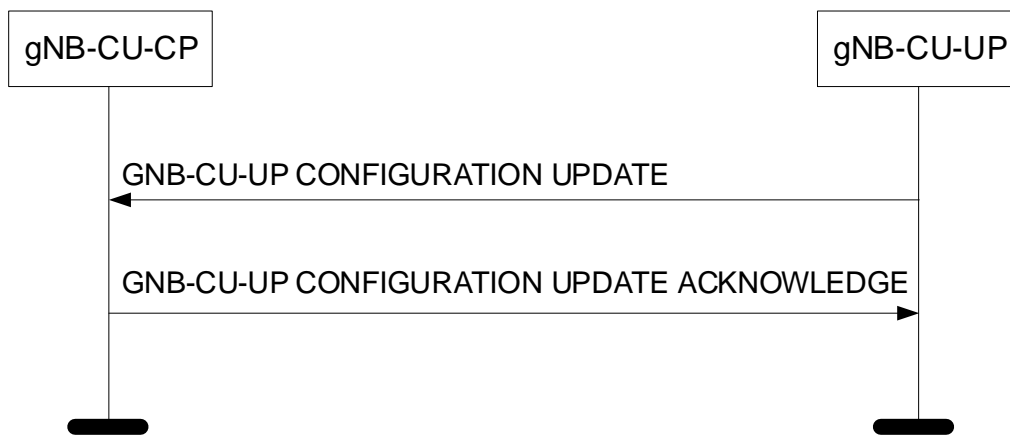 gNB-CU-CP
gNB-CU-UP
GNB-CU-UP CONFIGURATION UPDATE
GNB-CU-UP CONFIGURATION UPDATE ACKNOWLEDGE